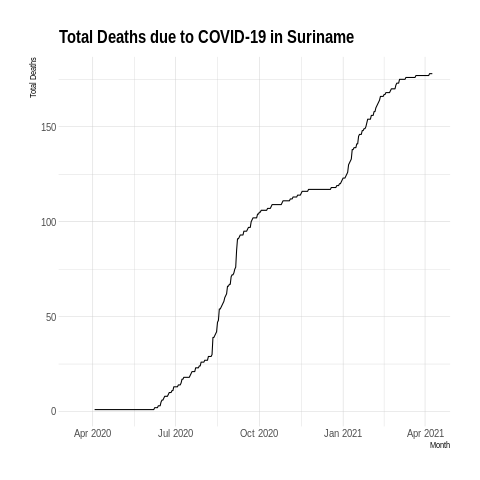 Total Deaths due to COVID-19 in Suriname
Total Deaths
150
100
50
0
Apr 2020 Jul 2020 Oct 2020 Jan 2021 Apr 2021
Month